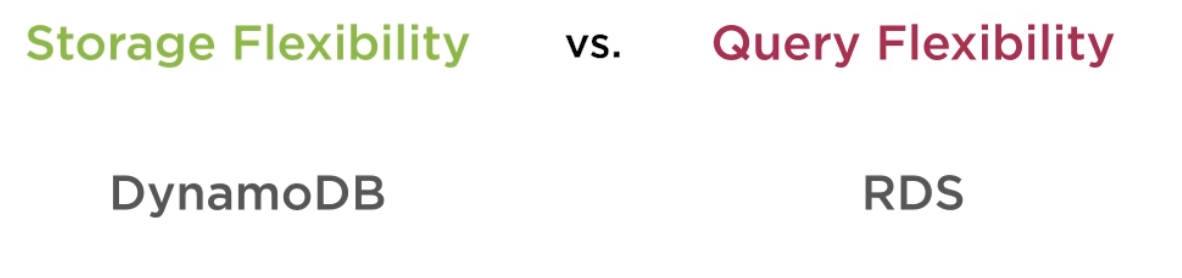 Storage Flexibility vs. Query Flexibility
DynamoDB RDS